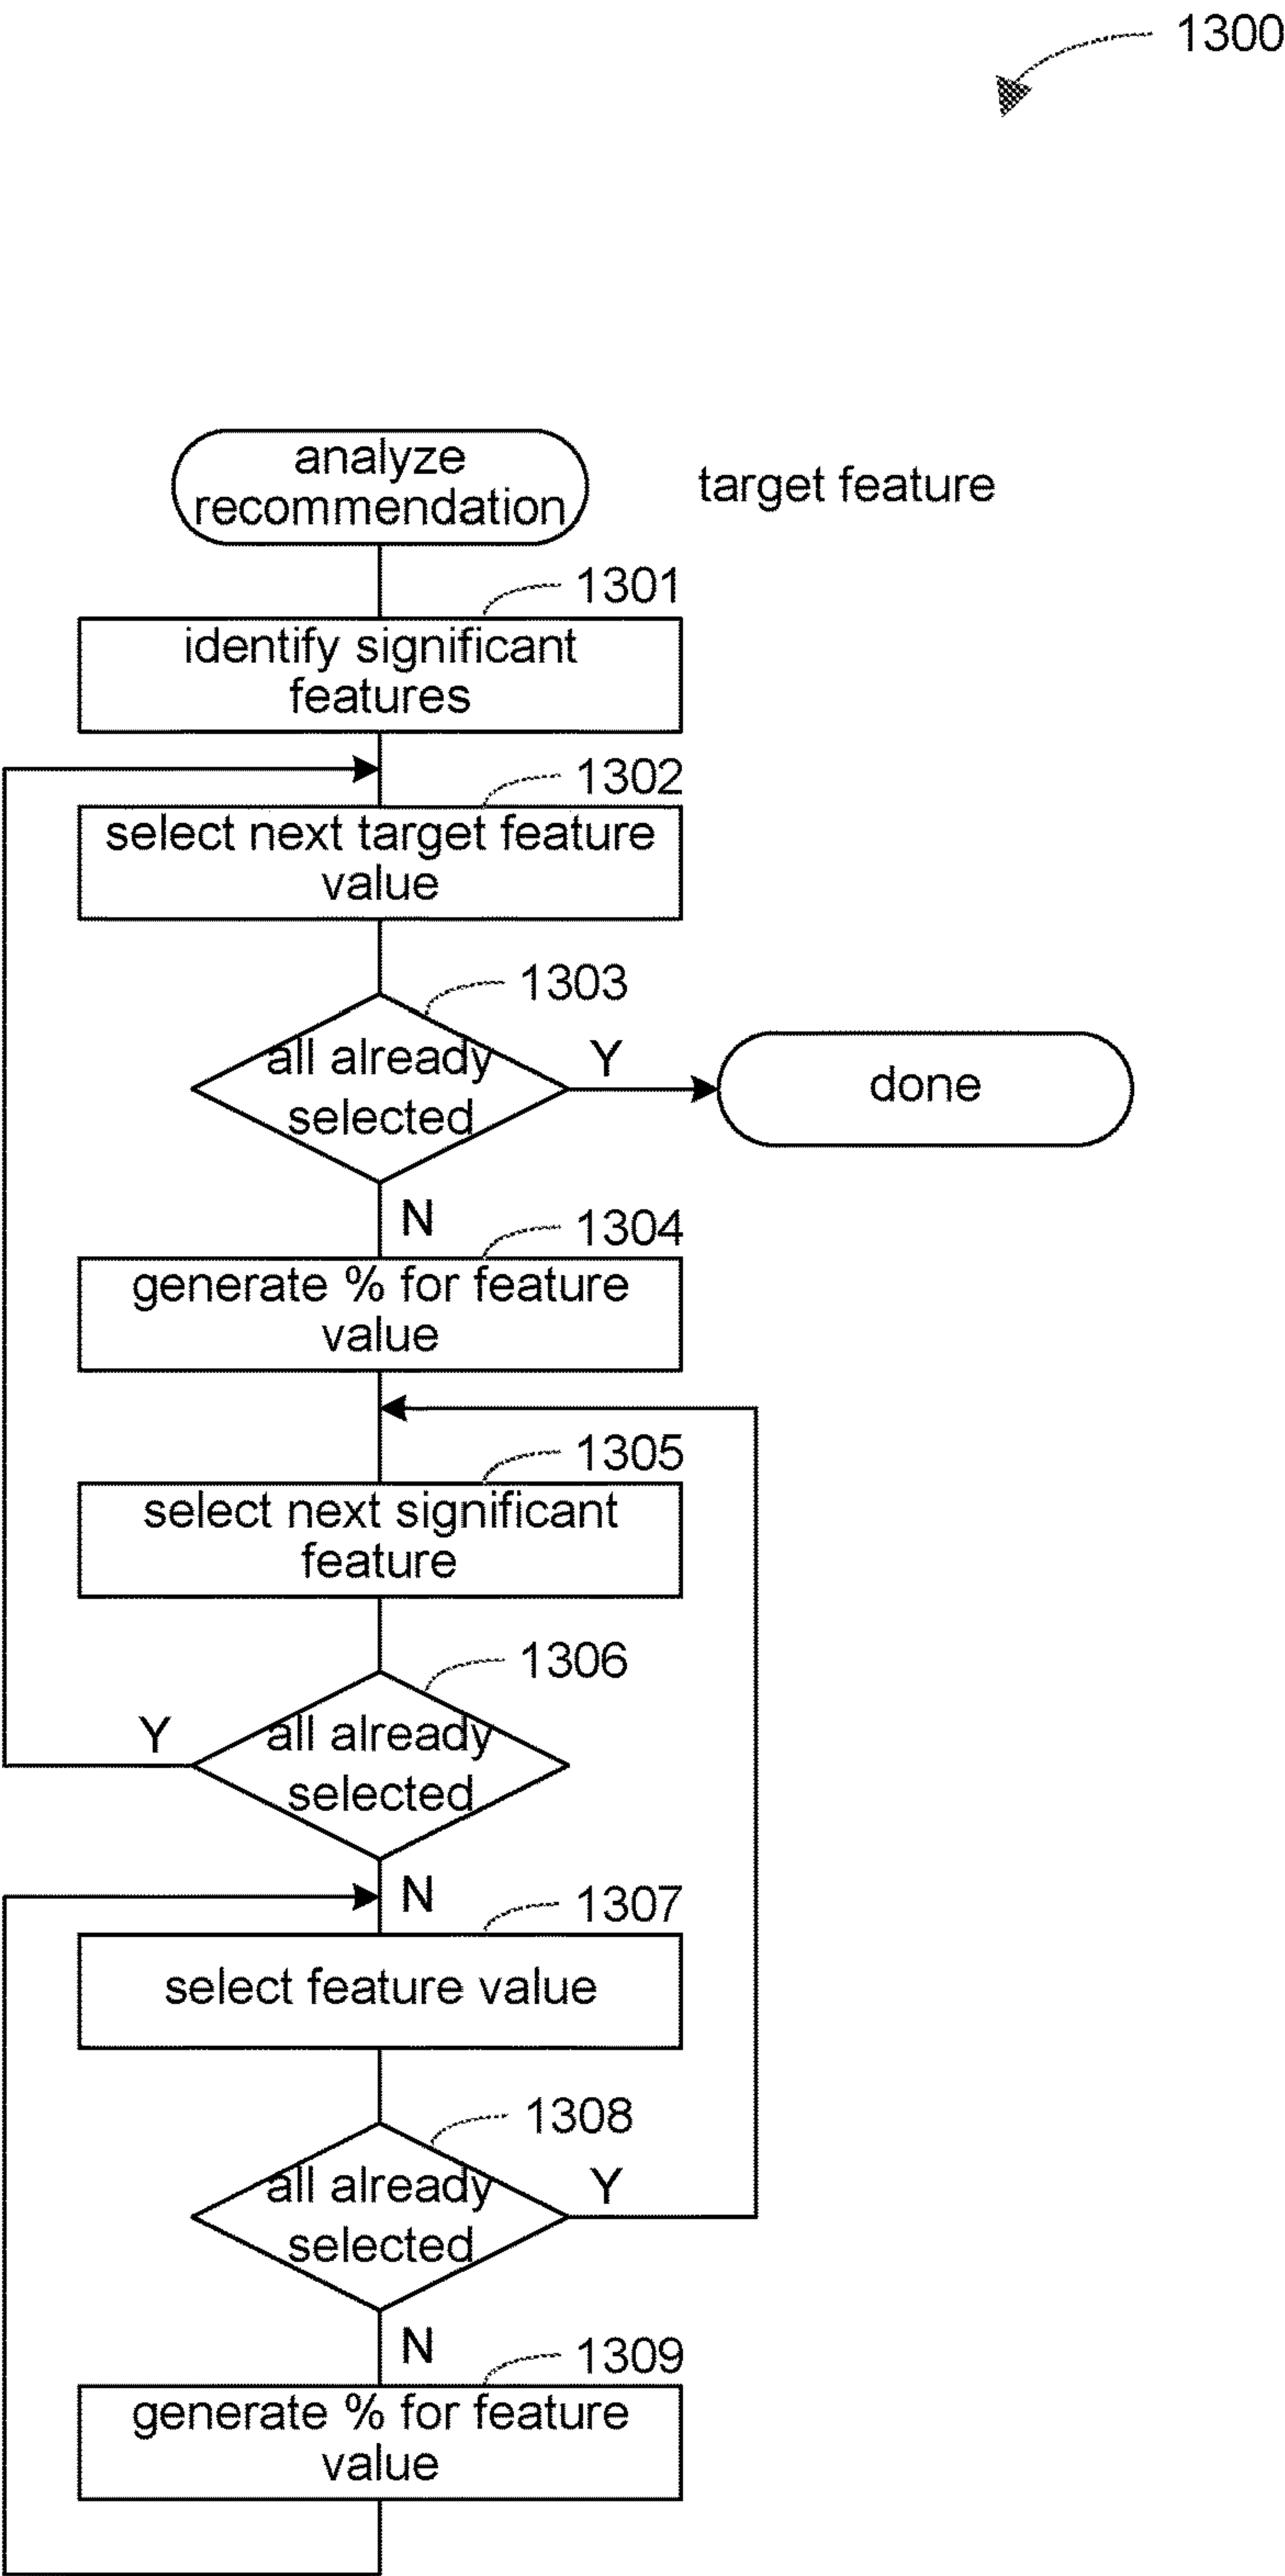 1300
analyze
recommendation
target feature
1301
identify significant
features
1302
select next target feature
value
1303
all already
selected
Y
done
N
1304
generate % for feature
value
1305
select next significant
feature
1306
Y
all already
selected
N
1307
select feature value
1308
all already
selected
Y
N
1309
generate % for feature
value